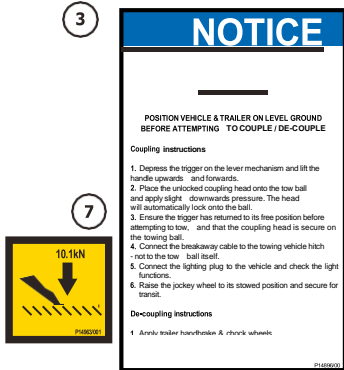 3
NOTICE
POSITION VEHICLE & TRAILER ON LEVEL GROUND
BEFORE ATTEMPTING TO COUPLE / DE-COUPLE
Coupling instructions
1. Depress the trigger on the lever mechanism and lift the
handle upwards and forwards.
2. Place the unlocked coupling head onto the tow ball
and apply slight downwards pressure. The head
will automatically lock onto the ball.
3. Ensure the trigger has returned to its free position before
attempting to tow, and that the coupling head is secure on
the towing ball.
4. Connect the breakaway cable to the towing vehicle hitch
- not to the tow ball itself.
5. Connect the lighting plug to the vehicle and check the light
functions.
6. Raise the jockey wheel to its stowed position and secure for
transit.
De-coupling instructions
1. Apply trailer handbrake & chock wheels
P14896/00
7
10.1kN
P14983/001